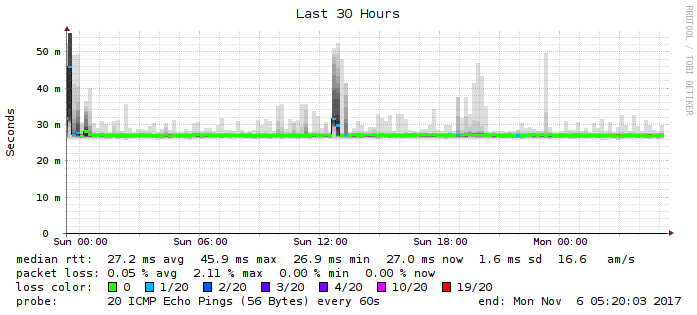 Last 30 Hours
RRDTOOL / TOBI OETIKER
Seconds
50 m
40 m
30 m
20 m
10 m
0
Sun 00:00 Sun 06:00 Sun 12:00 Sun 18:00 Mon 00:00
median rtt: 27.2 ms avg 45.9 ms max 26.9 ms min 27.0 ms now 1.6 ms sd 16.6 am/s
packet loss: 0.05 % avg 2.11 % max 0.00 % min 0.00 % now
loss color: 0 1/20 2/20 3/20 4/20 10/20 19/20
probe: 20 ICMP Echo Pings (56 Bytes) every 60s end: Mon Nov 6 05:20:03 2017